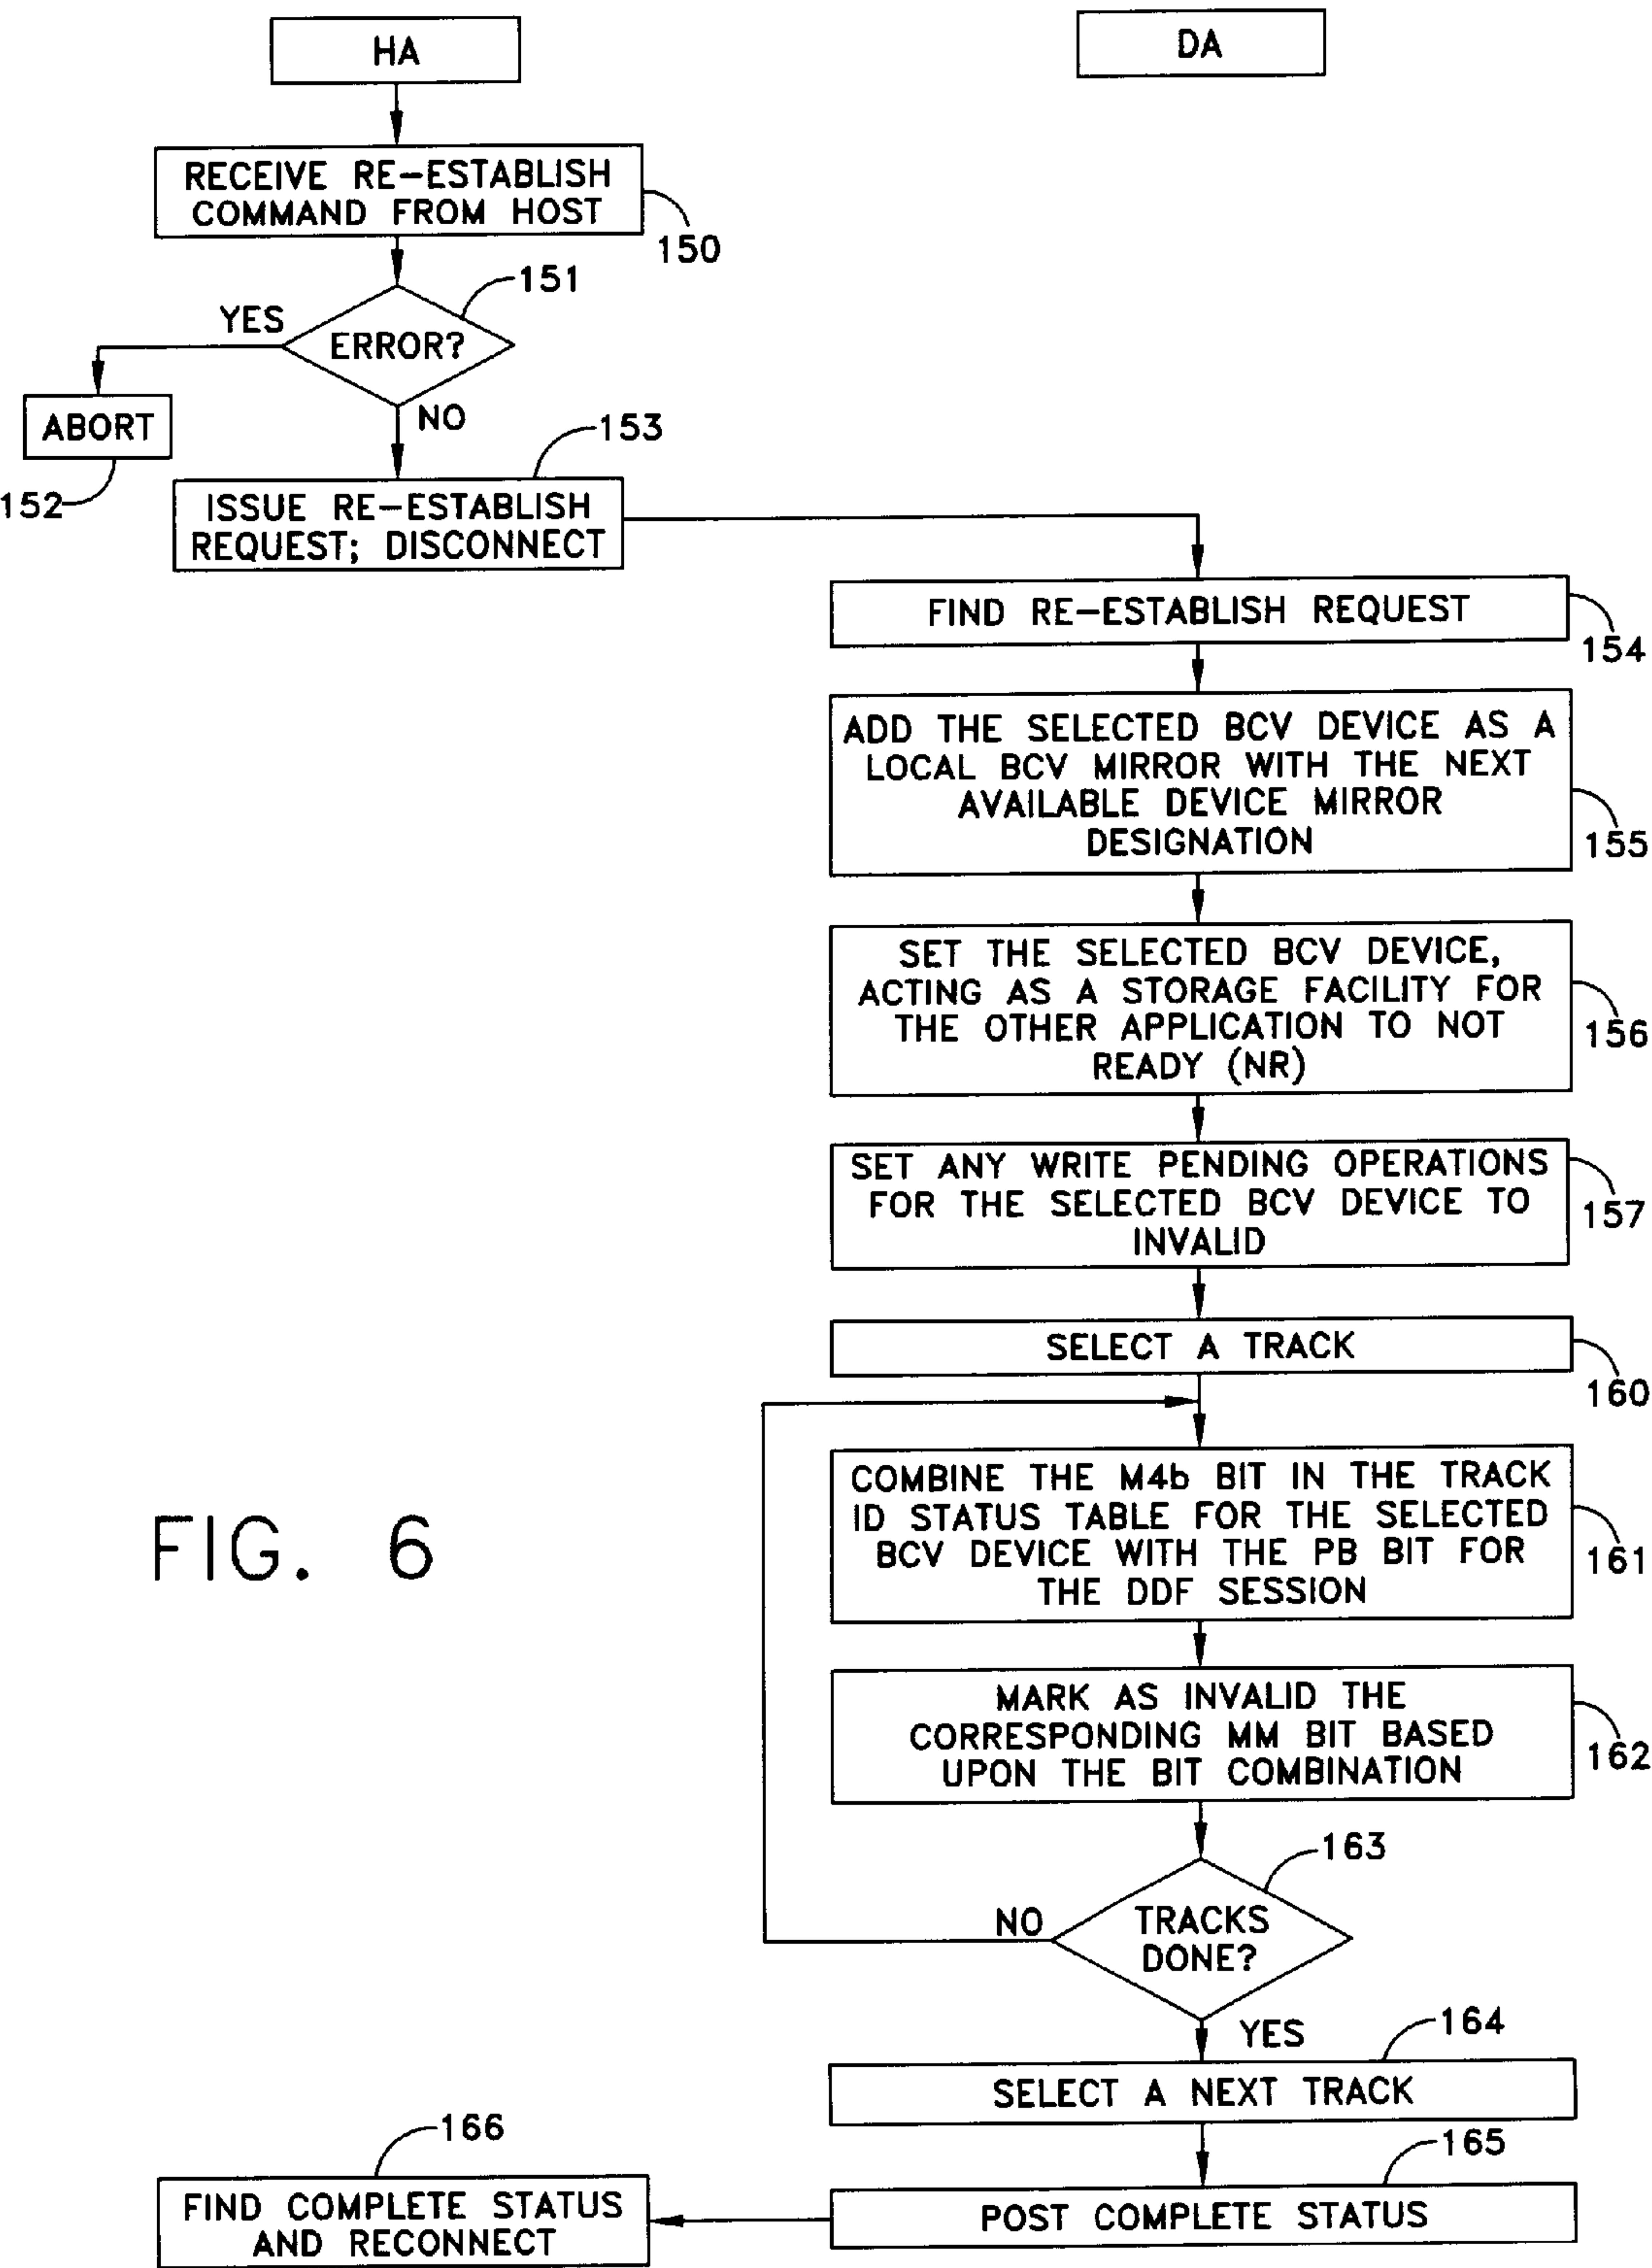 HA
DA
RECEIVE RE-ESTABLISH
COMMAND FROM HOST
150
151
YES
ERROR?
ABORT
152
NO
153
ISSUE RE-ESTABLISH
REQUEST; DISCONNECT
FIND RE-ESTABLISH REQUEST
154
ADD THE SELECTED BCV DEVICE AS A
LOCAL BCV MIRROR WITH THE NEXT
AVAILABLE DEVICE MIRROR
DESIGNATION
155
SET THE SELECTED BCV DEVICE,
ACTING AS A STORAGE FACILITY FOR
THE OTHER APPLICATION TO NOT
READY (NR)
156
SET ANY WRITE PENDING OPERATIONS
FOR THE SELECTED BCV DEVICE TO
INVALID
157
SELECT A TRACK
160
COMBINE THE M4b BIT IN THE TRACK
ID STATUS TABLE FOR THE SELECTED
BCV DEVICE WITH THE PB BIT FOR
THE DDF SESSION
161
FIG. 6
MARK AS INVALID THE
CORRESPONDING MM BIT BASED
UPON THE BIT COMBINATION
162
163
NO
TRACKS
DONE?
YES
164
SELECT A NEXT TRACK
165
POST COMPLETE STATUS
166
FIND COMPLETE STATUS
AND RECONNECT